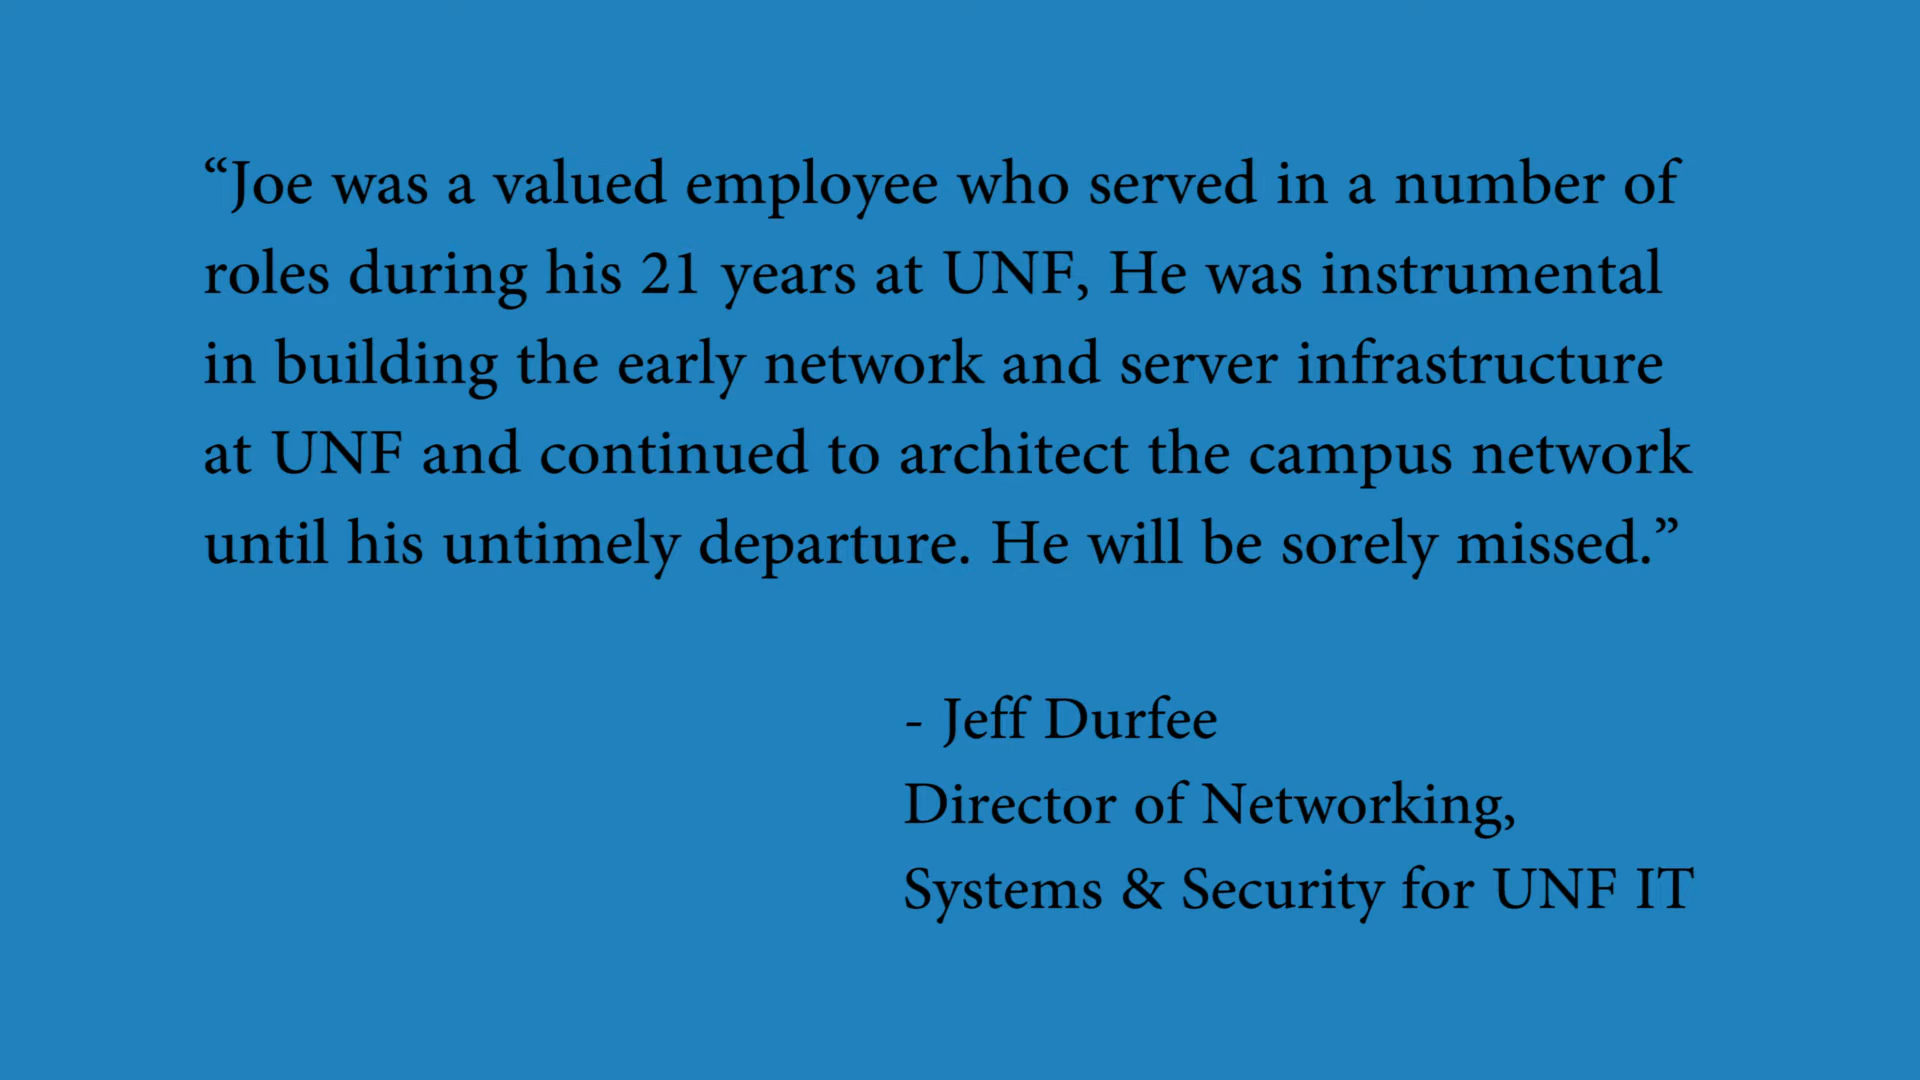 “Joe was a valued employee who served in a number of
roles during his 21 years at UNF, He was instrumental
in building the early network and server infrastructure
at UNF and continued to architect the campus network
until his untimely departure. He will be sorely missed.”
- Jeff Durfee
Director of Networking,
Systems & Security for UNF IT